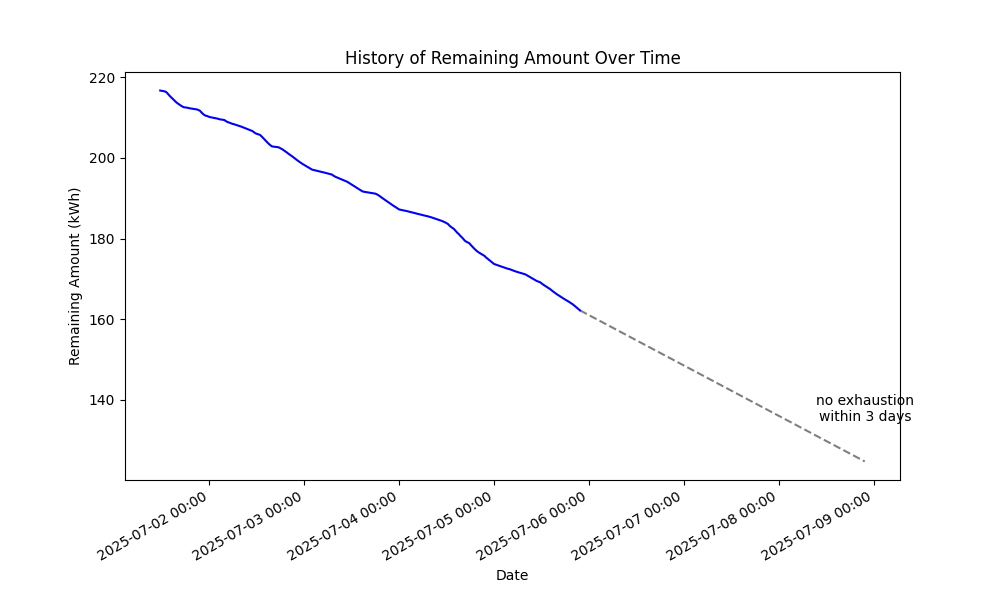 History of Remaining Amount Over Time
Remaining Amount (kWh)
220
200
180
160
140
no exhaustion
within 3 days
2025-07-02 00:00
2025-07-03 00:00
2025-07-04 00:00
2025-07-05 00:00
2025-07-06 00:00
2025-07-07 00:00
2025-07-08 00:00
2025-07-09 00:00
Date